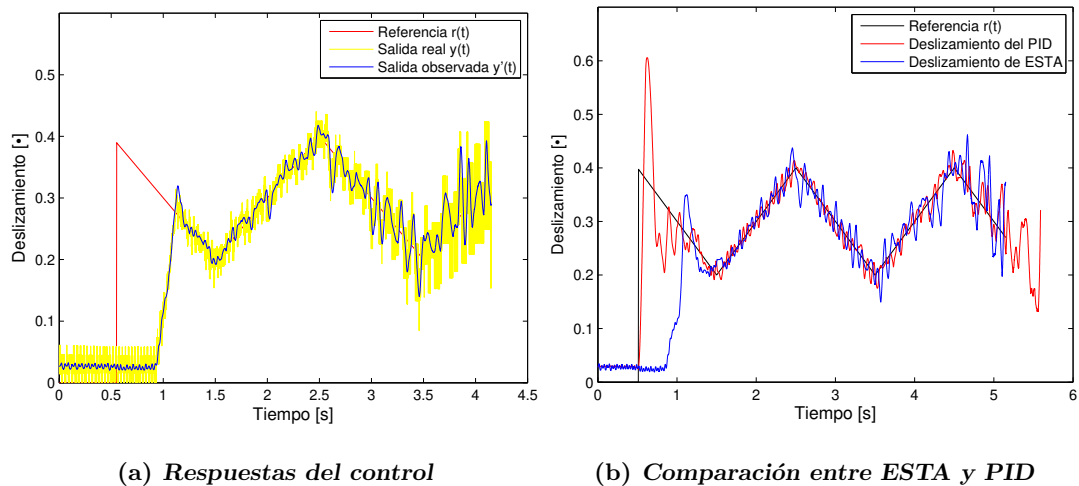 Referencia r(t)
Salida real y(t)
Salida observada y'(t)
Deslizamiento [•]
0.5
0.4
0.3
0.2
0.1
0
0 0.5 1 1.5 2 2.5 3 3.5 4 4.5
Tiempo [s]
(a) Respuestas del control
Referencia r(t)
Deslizamiento del PID
Deslizamiento de ESTA
Deslizamiento [•]
0.6
0.5
0.4
0.3
0.2
0.1
0
0 1 2 3 4 5 6
Tiempo [s]
(b) Comparación entre ESTA y PID